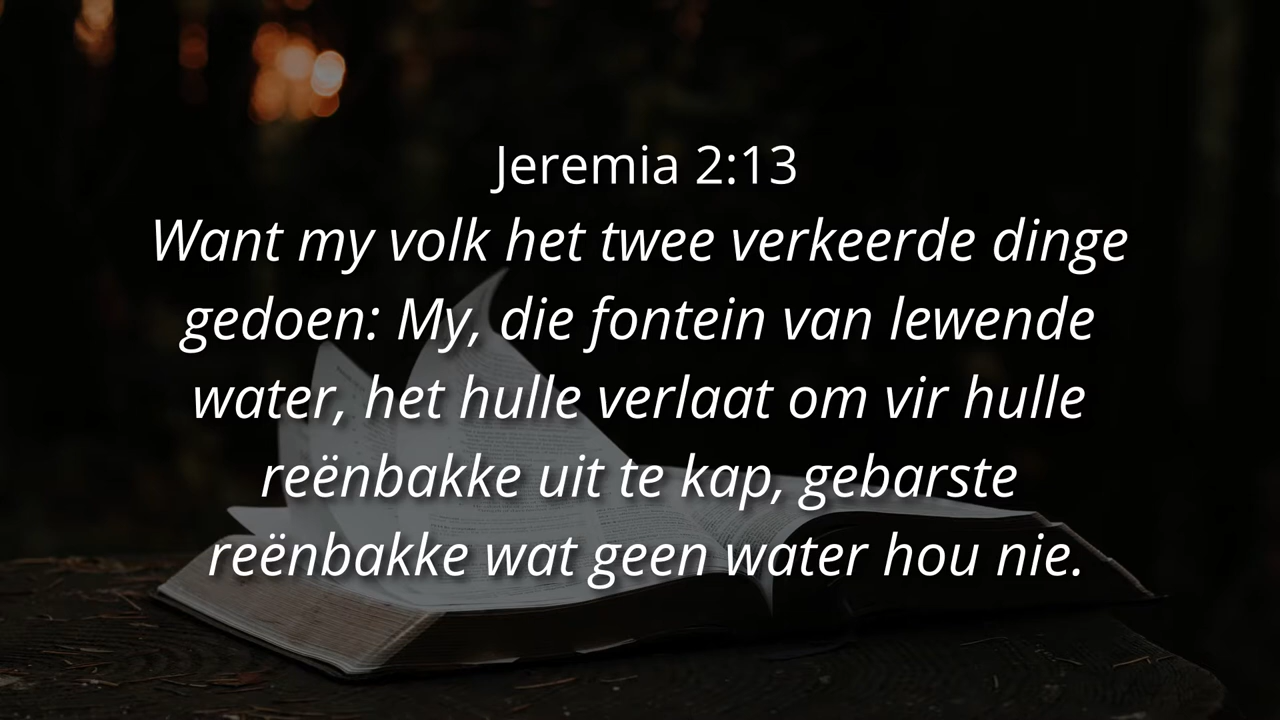 Jeremia 2:13
Want my volk het twee verkeerde dinge
gedoen: My, die fontein van lewende
water, het hulle verlaat om vir hulle
reënbakke uit te kap, gebarste
reënbakke wat geen water hou nie.